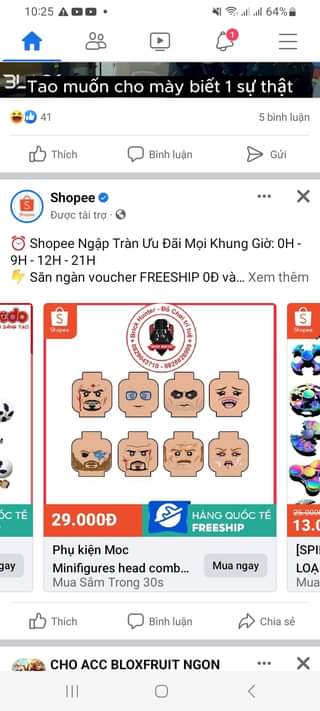 10:25
64%
1
Tao muốn cho mày biết 1 sự thật
41
5 bình luận
Thích
Bình luận
Gửi
Shopee
Được tài trợ ·
Shopee Ngập Tràn Ưu Đãi Mọi Khung Giờ: 0H -
9H - 12H - 21H
Săn ngàn voucher FREESHIP 0Đ và... Xem thêm
Shopee
Brick Hunter - Đồ Chơi trí tuệ
Shopee
ỐC TẾ
29.000Đ
HÀNG QUỐC TẾ
FREESHIP
25.000
13.0
gay
Phụ kiện Moc
Minifigures head comb...
Mua Sắm Trong 30s
Mua ngay
[SPI
LOẠ
Mua
Thích
Bình luận
Chia sẻ
CHO ACC BLOXFRUIT NGON